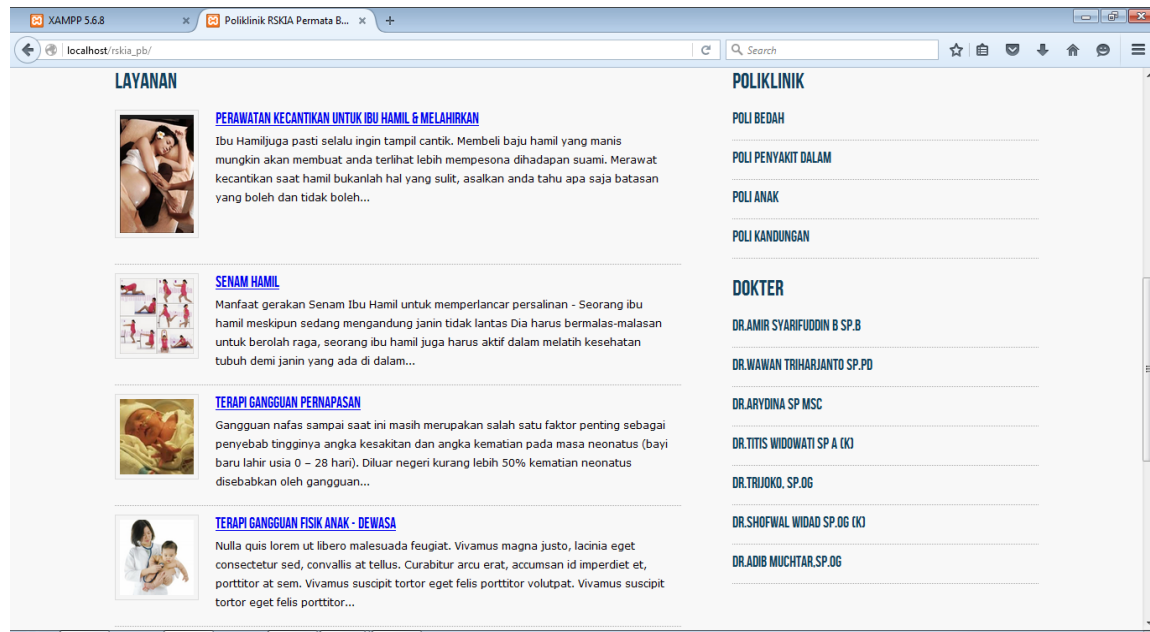 XAMPP 5.6.8
Poliklinik RSKIA Permata B...
localhost/rskia_pb/
Search
LAYANAN
PERAWATAN KECANTIKAN UNTUK IBU HAMIL & MELAHIRKAN
Ibu Hamiljuga pasti selalu ingin tampil cantik. Membeli baju hamil yang manis
mungkin akan membuat anda terlihat lebih mempesona dihadapan suami. Merawat
kecantikan saat hamil bukanlah hal yang sulit, asalkan anda tahu apa saja batasan
yang boleh dan tidak boleh...
SENAM HAMIL
Manfaat gerakan Senam Ibu Hamil untuk memperlancar persalinan - Seorang ibu
hamil meskipun sedang mengandung janin tidak lantas Dia harus bermalas-malasan
untuk berolah raga, seorang ibu hamil juga harus aktif dalam melatih kesehatan
tubuh demi janin yang ada di dalam...
TERAPI GANGGUAN PERNAPASAN
Gangguan nafas sampai saat ini masih merupakan salah satu faktor penting sebagai
penyebab tingginya angka kesakitan dan angka kematian pada masa neonatus (bayi
baru lahir usia 0 – 28 hari). Diluar negeri kurang lebih 50% kematian neonatus
disebabkan oleh gangguan...
TERAPI GANGGUAN FISIK ANAK - DEWASA
Nulla quis lorem ut libero malesuada feugiat. Vivamus magna justo, lacinia eget
consectetur sed, convallis at tellus. Curabitur arcu erat, accumsan id imperdiet et,
porttitor at sem. Vivamus suscipit tortor eget felis porttitor volutpat. Vivamus suscipit
tortor eget felis porttitor...
POLIKLINIK
POLI BEDAH
POLI PENYAKIT DALAM
POLI ANAK
POLI KANDUNGAN
DOKTER
DR.AMIR SYARIFUDDIN B SP.B
DR.WAWAN TRIHARJANTO SP.PD
DR.ARYDINA SP MSC
DR.TITIS WIDOWATI SP A (K)
DR.TRIJOKO, SP.OG
DR.SHOFWAL WIDAD SP.OG (K)
DR.ADIB MUCHTAR,SP.OG